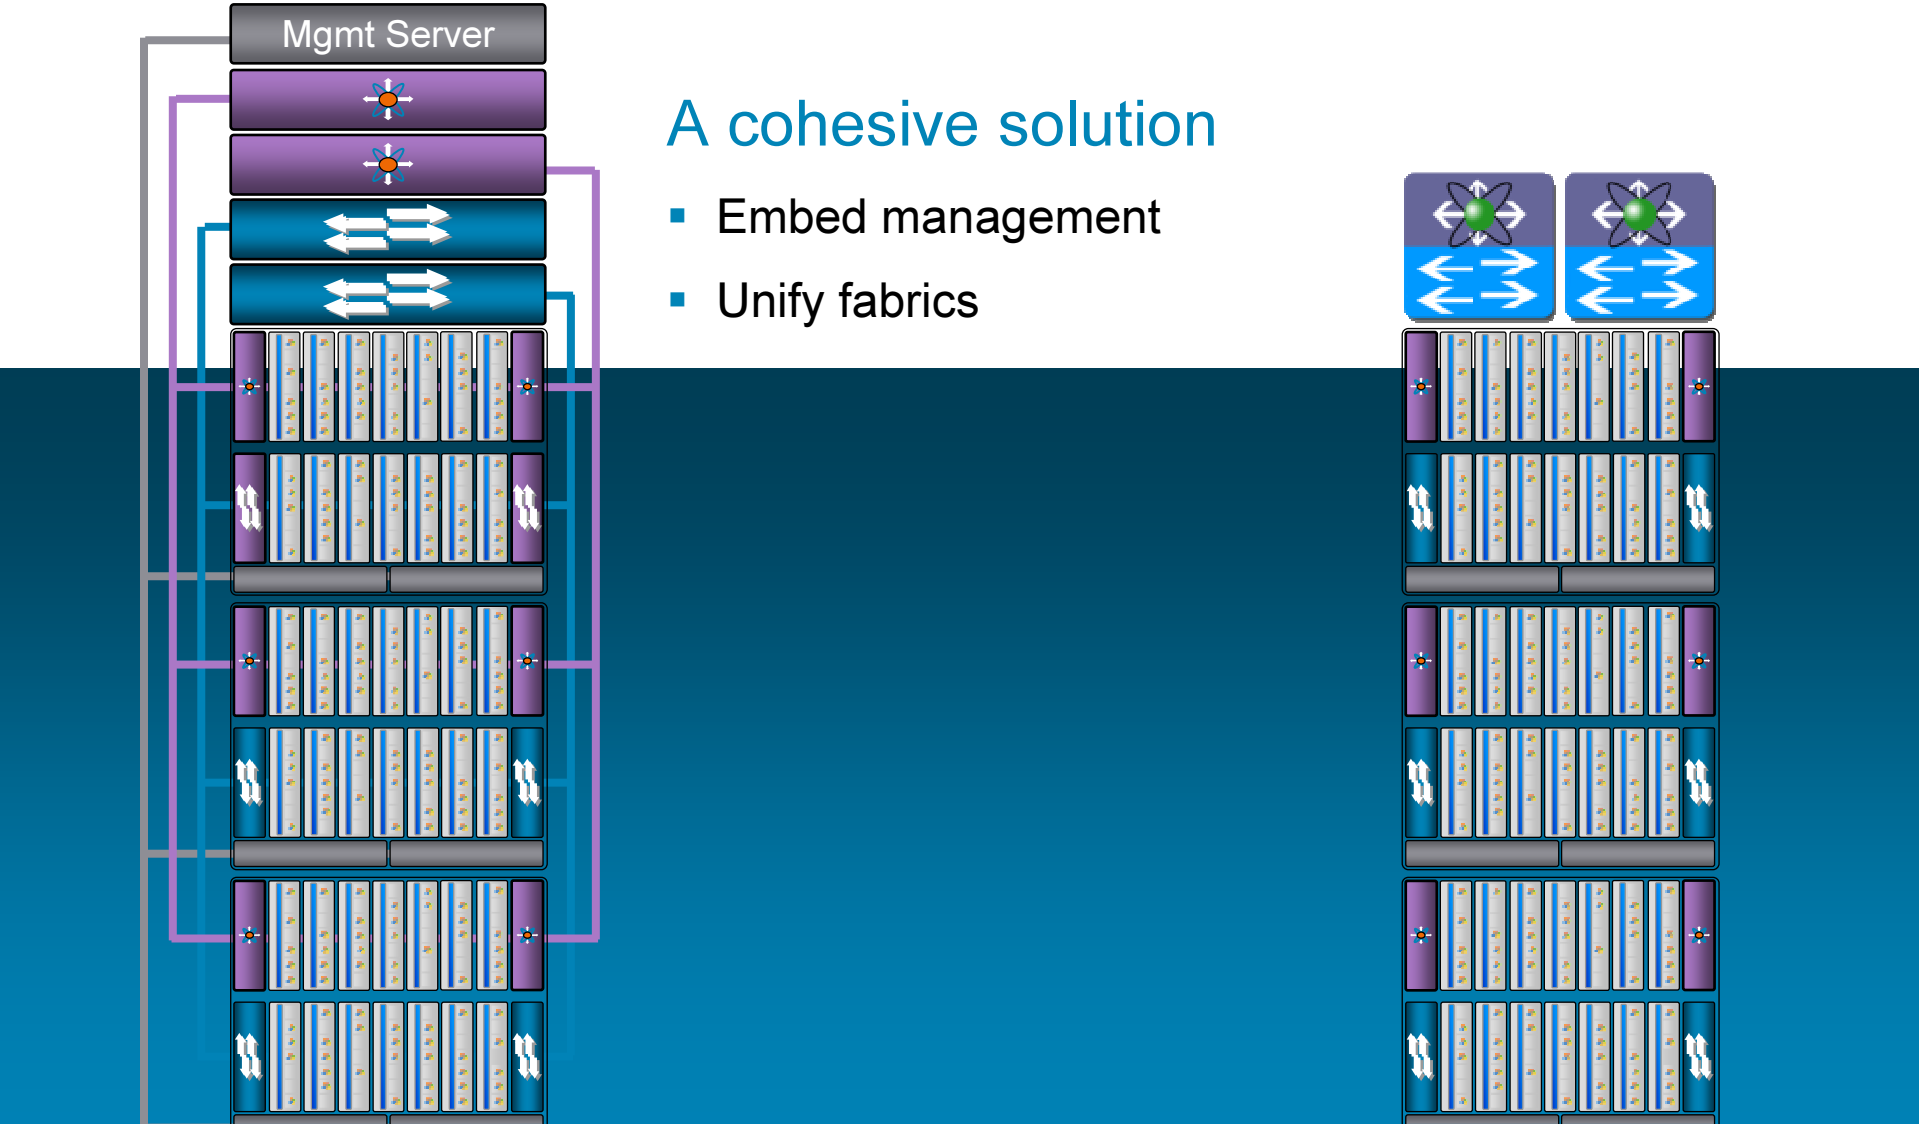 Mgmt Server
A cohesive solution
Embed management
Unify fabrics